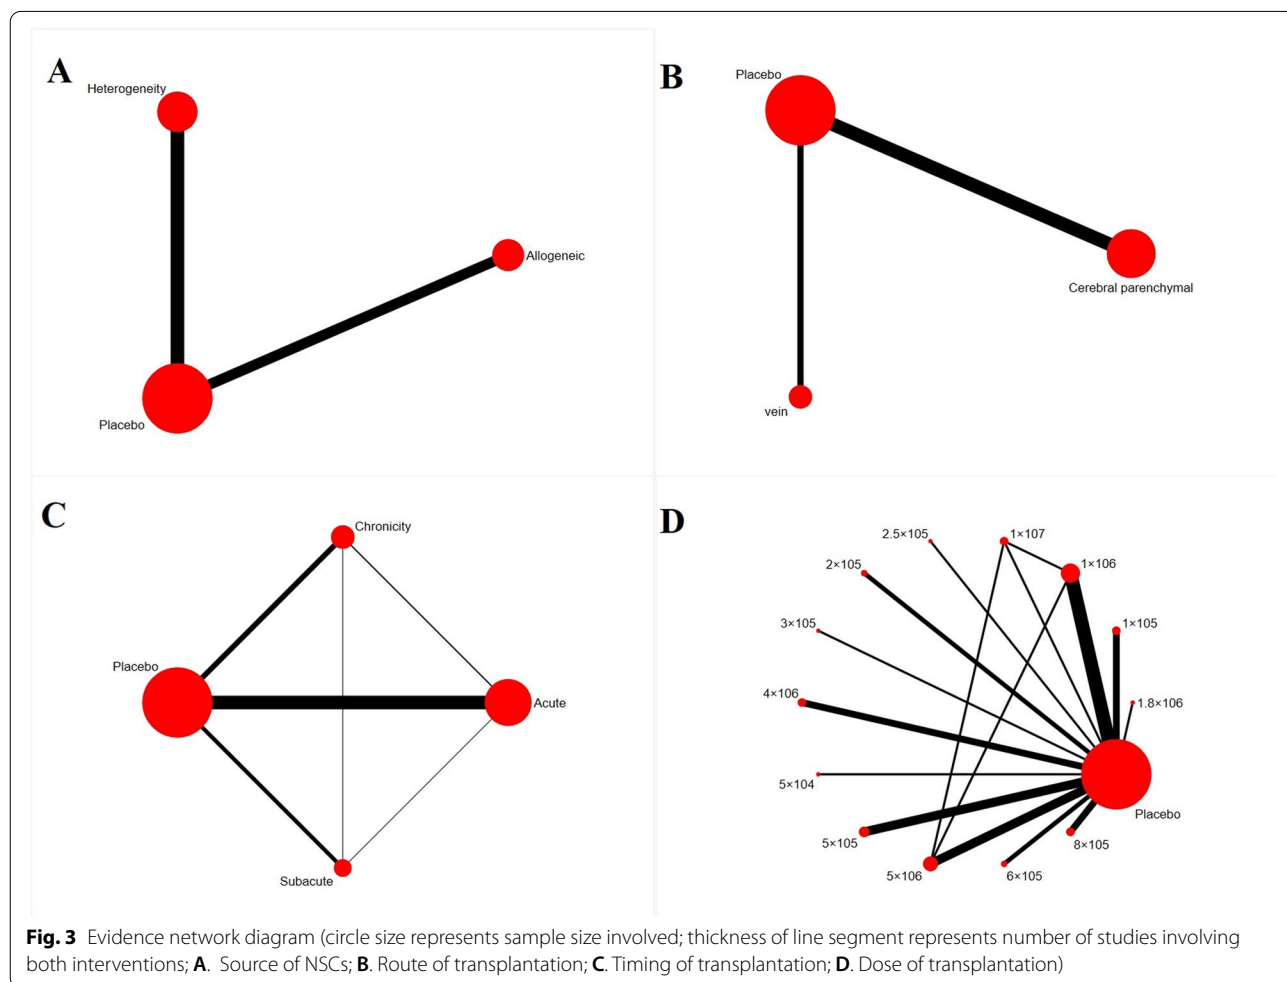 A
Heterogeneity
Allogeneic
Placebo
B
Placebo
Cerebral parenchymal
vein
C
Chronicity
Placebo
Acute
Subacute
D
2.5×105
1×107
2×105
1×106
3×105
1×105
4×106
1.8×106
5×104
Placebo
5×105
8×105
5×106
6×105
Fig. 3 Evidence network diagram (circle size represents sample size involved; thickness of line segment represents number of studies involving
both interventions; A. Source of NSCs; B. Route of transplantation; C. Timing of transplantation; D. Dose of transplantation)